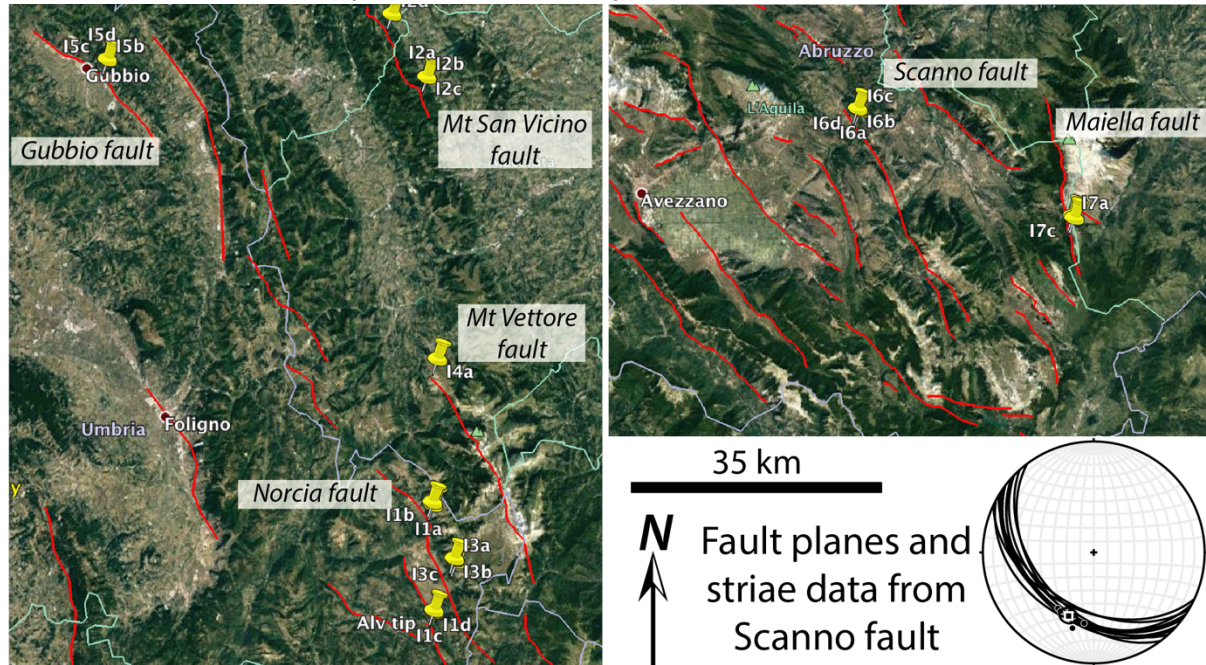 I2d
I5d
I5c
I5b
Gubbio
Gubbio fault
I2a
I2b
I2c
Mt San Vicino
fault
Mt Vettore
fault
I4a
Foligno
Umbria
y
Norcia fault
I1b
I1a
I3a
I3c
I3b
Alv tip
I1d
I1c
Abruzzo
Scanno fault
L'Aquila
I6c
I6d
I6b
I6a
Maiella fault
Avezzano
I7a
I7c
35 km
N
Fault planes and
striae data from
Scanno fault